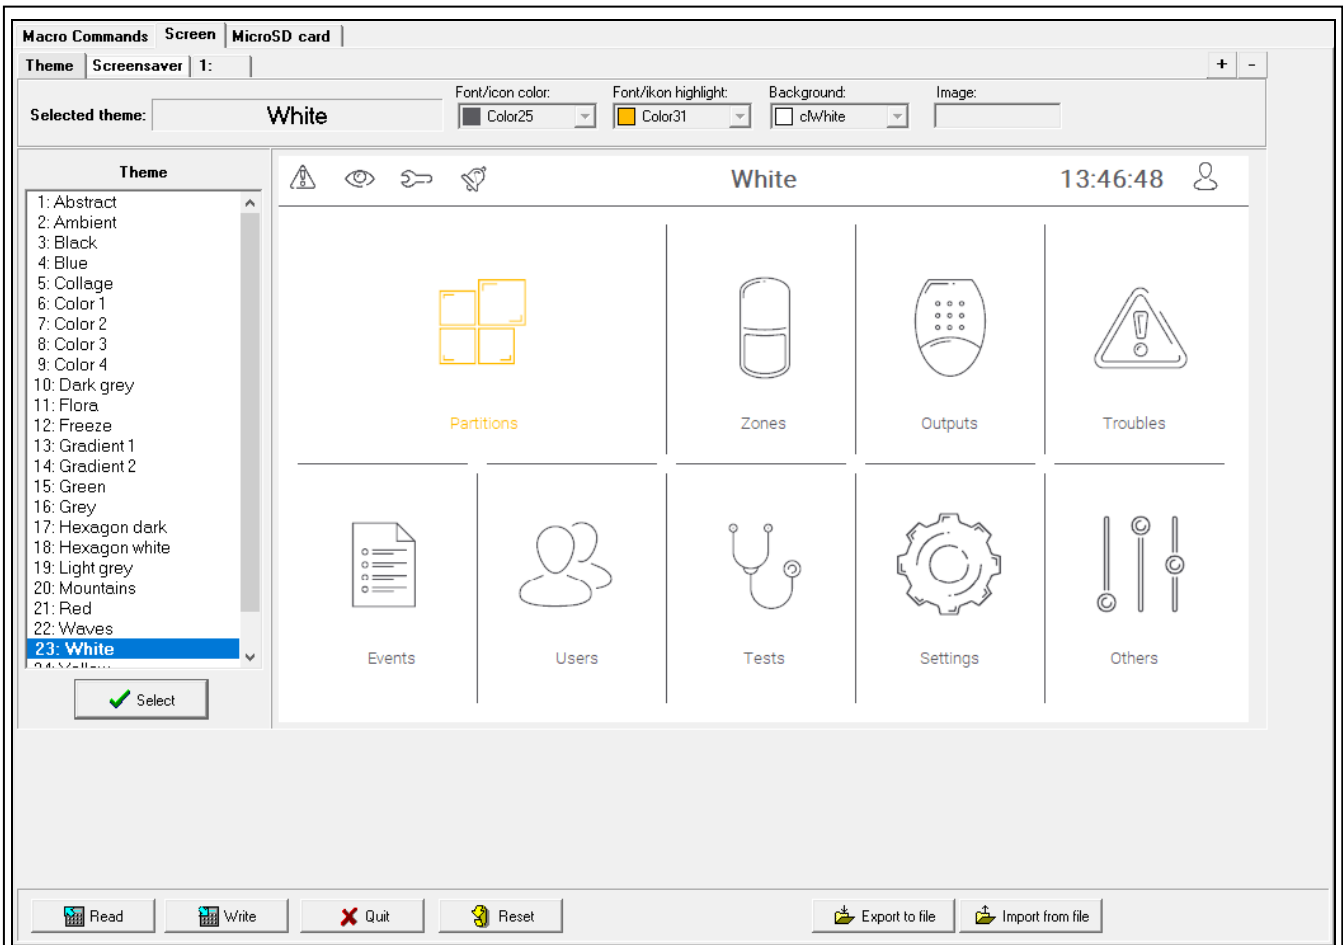 Macro Commands Screen MicroSD card
Theme Screensaver 1: + -
Font/icon color: Font/ikon highlight: Background: Image:
Selected theme: White Color25 Color31 clWhite
Theme
White 13:46:48
1: Abstract
2: Ambient
3: Black
4: Blue
5: Collage
6: Color 1
7: Color 2
8: Color 3
9: Color 4
10: Dark grey
11: Flora
12: Freeze
13: Gradient 1
14: Gradient 2
15: Green
16: Grey
17: Hexagon dark
18: Hexagon white
19: Light grey
20: Mountains
21: Red
22: Waves
23: White
24: Yellow
Select
Partitions Zones Outputs Troubles
Events Users Tests Settings Others
Read Write Quit Reset Export to file Import from file